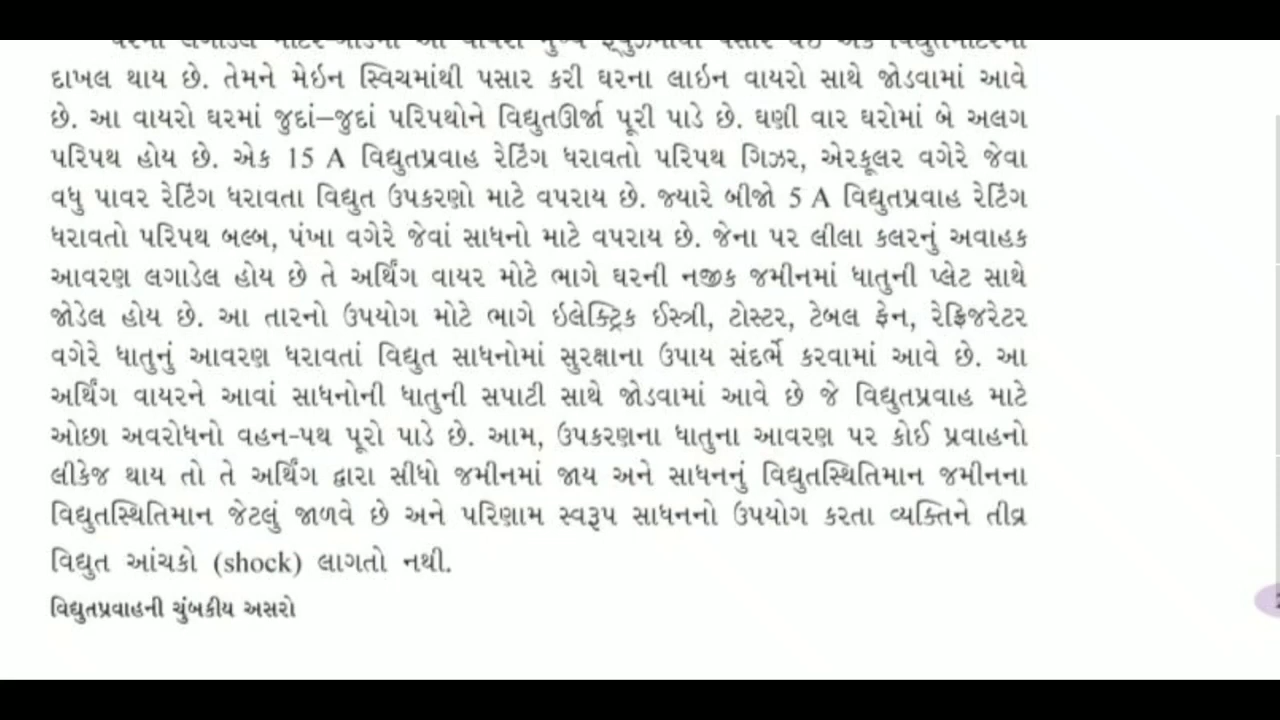 દાખલ થાય છે. તેમને મેઇન સ્વિચમાંથી પસાર કરી ઘરના લાઇન વાયરો સાથે જોડવામાં આવે
છે. આ વાયરો ઘરમાં જુદાં–જુદાં પરિપથોને વિદ્યુતઊર્જા પૂરી પાડે છે. ઘણી વાર ઘરોમાં બે અલગ
પરિપથ હોય છે. એક 15 A વિદ્યુતપ્રવાહ રેટિંગ ધરાવતો પરિપથ ગિઝર, એરકૂલર વગેરે જેવા
વધુ પાવર રેટિંગ ધરાવતા વિદ્યુત ઉપકરણો માટે વપરાય છે. જ્યારે બીજો 5 A વિદ્યુતપ્રવાહ રેટિંગ
ધરાવતો પરિપથ બલ્બ, પંખા વગેરે જેવાં સાધનો માટે વપરાય છે. જેના પર લીલા કલરનું અવાહક
આવરણ લગાડેલ હોય છે તે અર્થિંગ વાયર મોટે ભાગે ઘરની નજીક જમીનમાં ધાતુની પ્લેટ સાથે
જોડેલ હોય છે. આ તારનો ઉપયોગ મોટે ભાગે ઇલેક્ટ્રિક ઈસ્ત્રી, ટોસ્ટર, ટેબલ ફેન, રેફ્રિજરેટર
વગેરે ધાતુનું આવરણ ધરાવતાં વિદ્યુત સાધનોમાં સુરક્ષાના ઉપાય સંદર્ભે કરવામાં આવે છે. આ
અર્થિંગ વાયરને આવાં સાધનોની ધાતુની સપાટી સાથે જોડવામાં આવે છે જે વિદ્યુતપ્રવાહ માટે
ઓછા અવરોધનો વહન-પથ પૂરો પાડે છે. આમ, ઉપકરણના ધાતુના આવરણ પર કોઈ પ્રવાહનો
લીકેજ થાય તો તે અર્થિંગ દ્વારા સીધો જમીનમાં જાય અને સાધનનું વિદ્યુતસ્થિતિમાન જમીનના
વિદ્યુતસ્થિતિમાન જેટલું જાળવે છે અને પરિણામ સ્વરૂપ સાધનનો ઉપયોગ કરતા વ્યક્તિને તીવ્ર
વિદ્યુત આંચકો (shock) લાગતો નથી.
વિદ્યુતપ્રવાહની ચુંબકીય અસરો